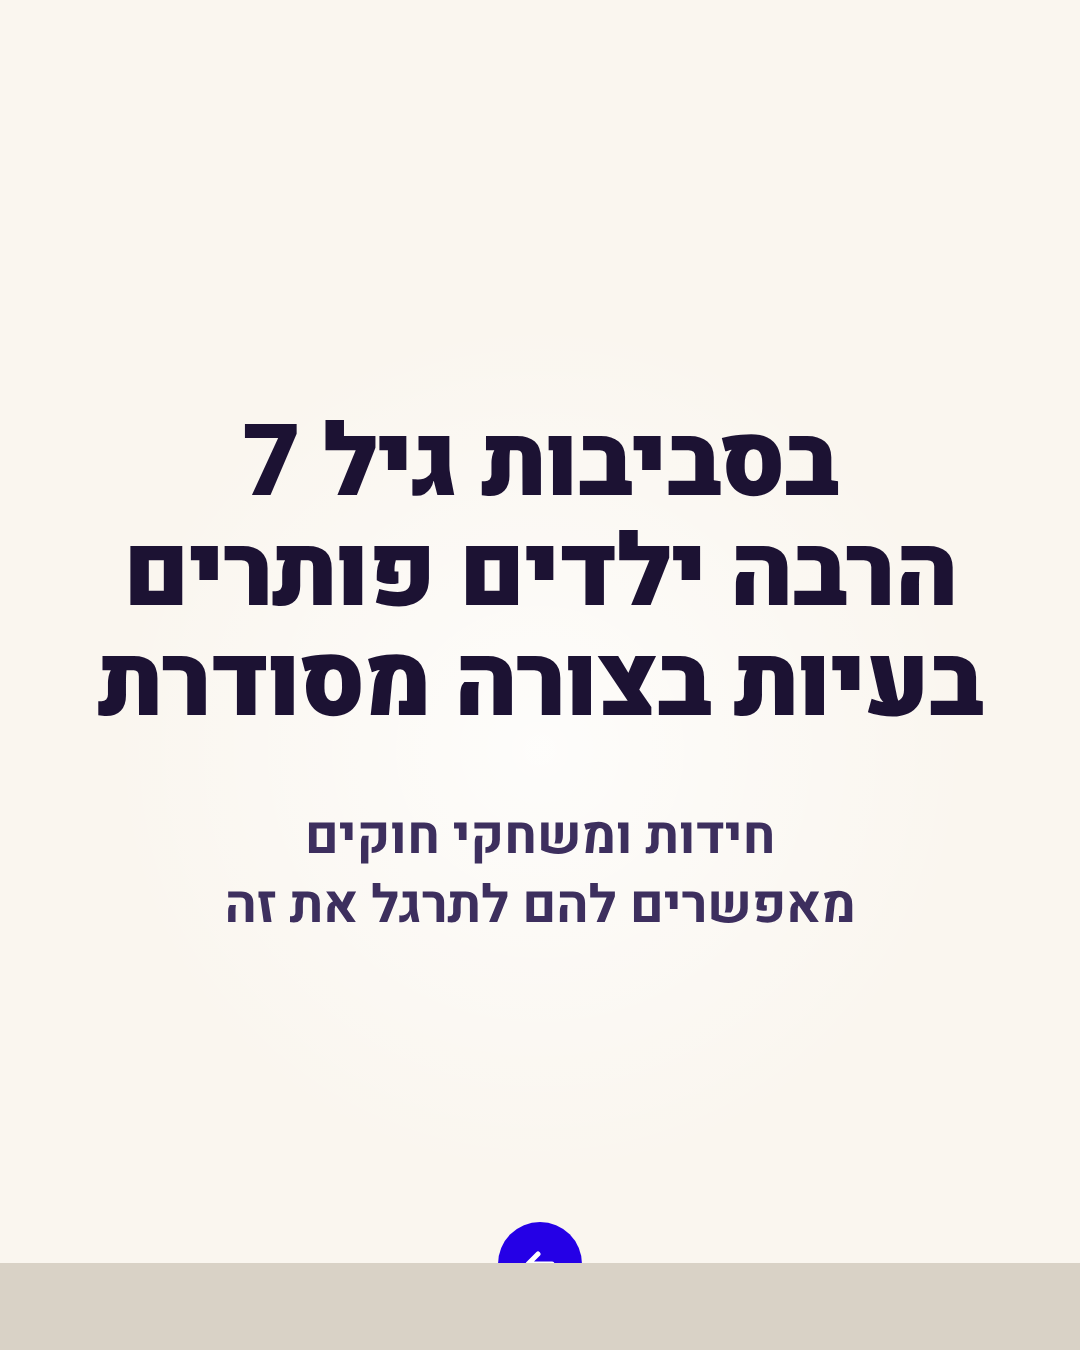 בסביבות גיל 7
הרבה ילדים פותרים
בעיות בצורה מסודרת
חידות ומשחקי חוקים
מאפשרים להם לתרגל את זה